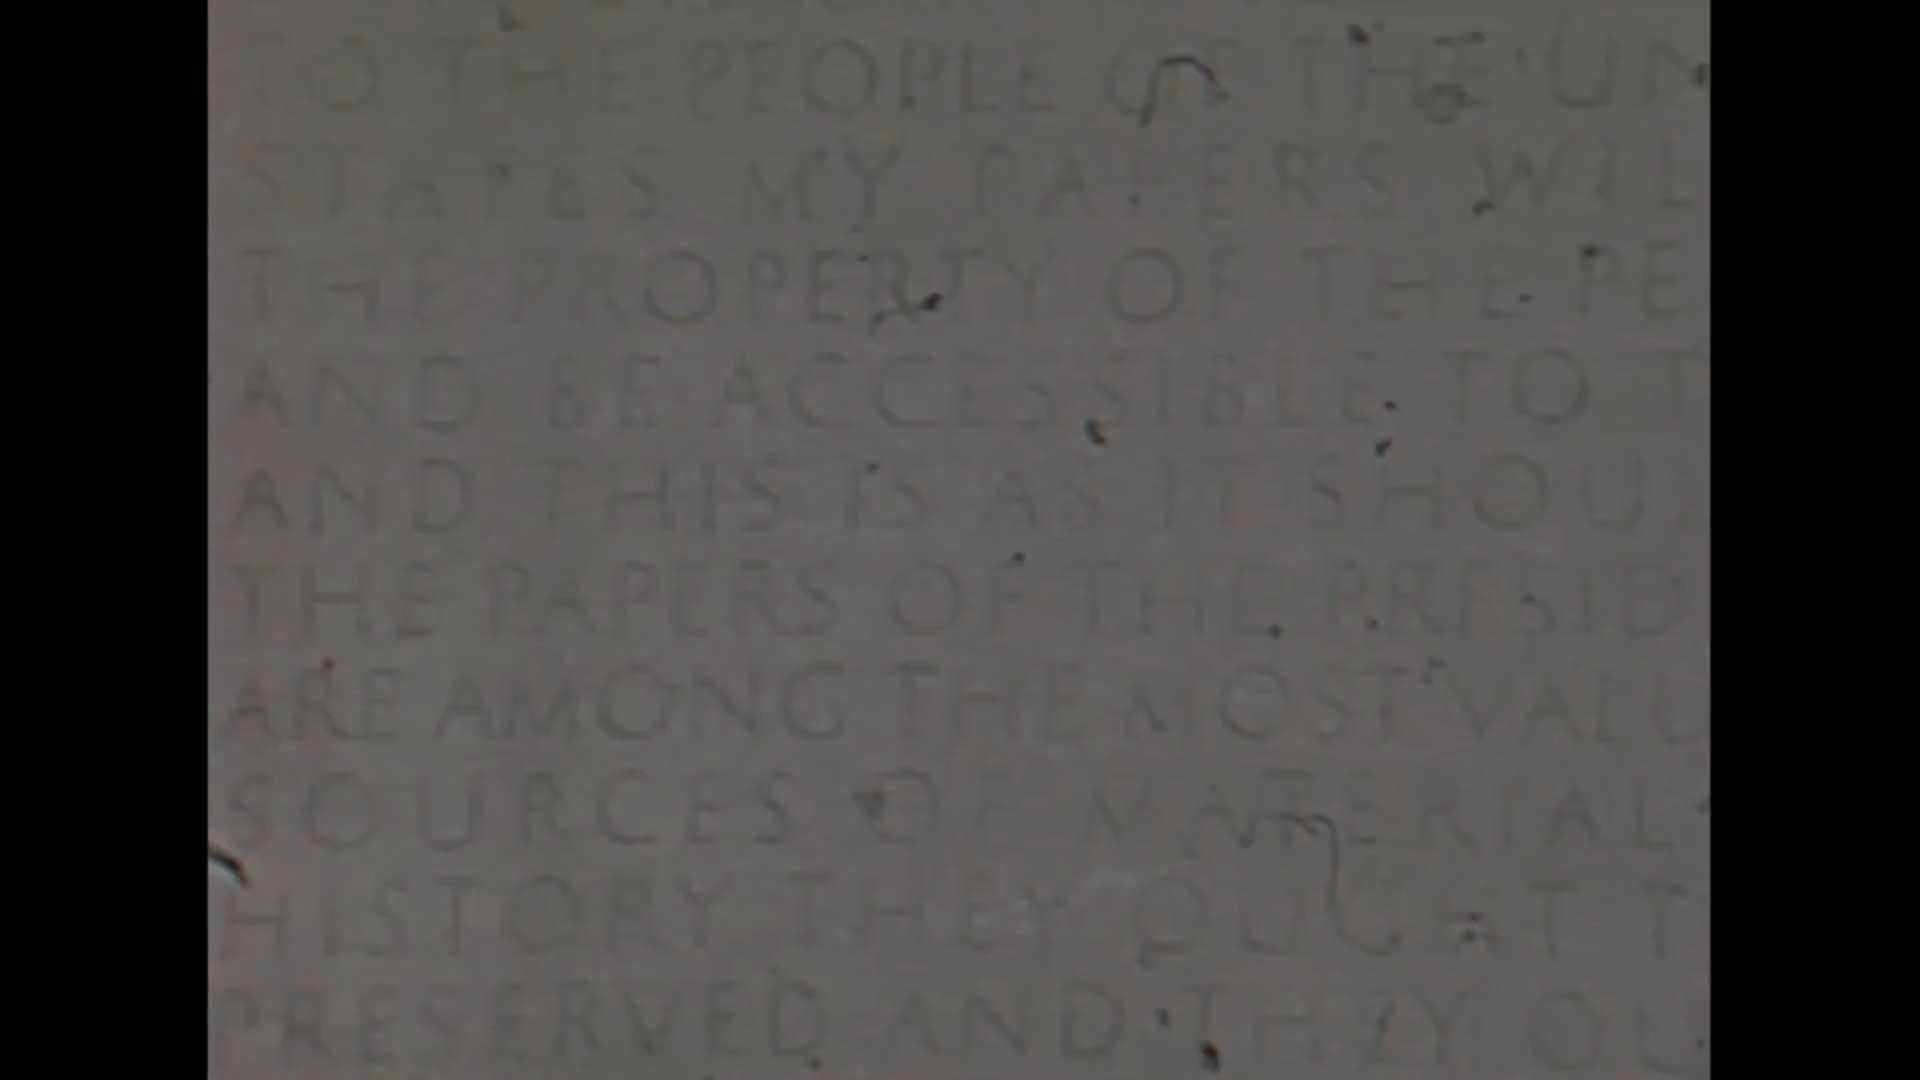 TO THE PEOPLE OF THE UN
STATES MY PAPERS WIL
THE PROPERTY OF THE PE
AND BE ACCESSIBLE TO T
AND THIS IS AS IT SHOUL
THE PAPERS OF THE PRESID
ARE AMONG THE MOST VALU
SOURCES OF MATERIAL
HISTORY THEY OUGHT T
PRESERVED AND THEY OU